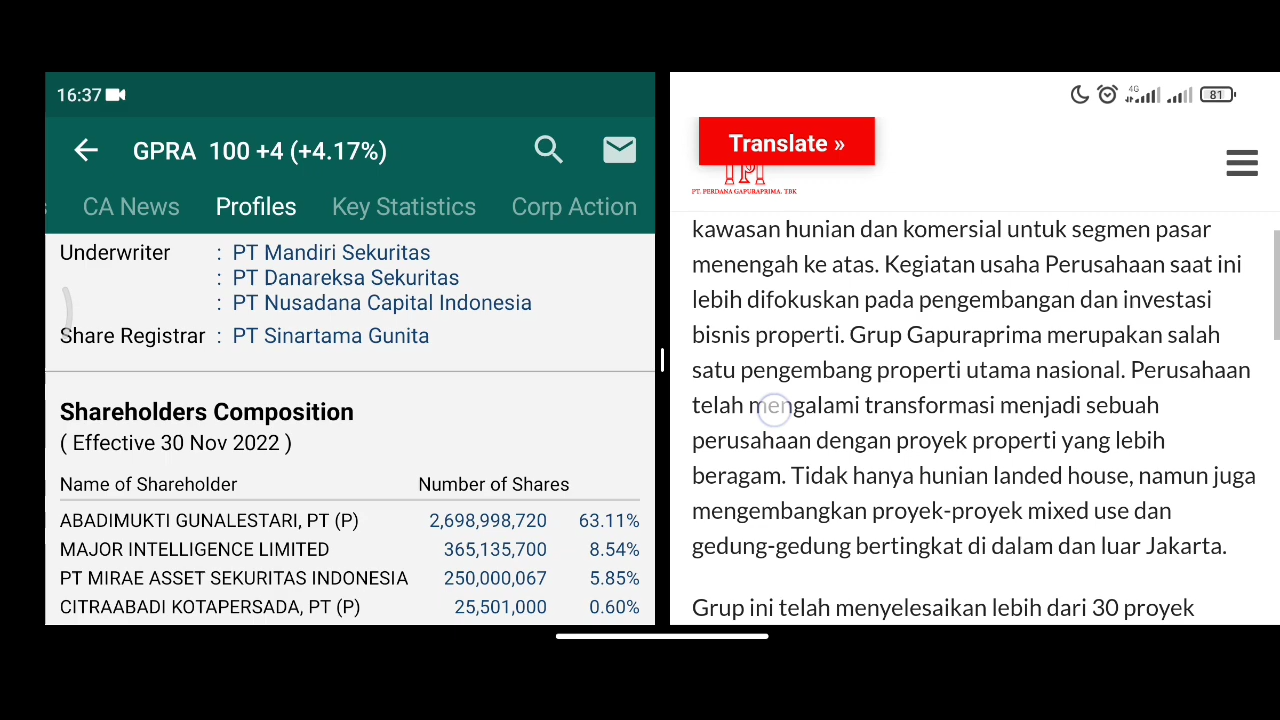 16:37
GPRA 100 +4 (+4.17%)
CA News Profiles Key Statistics Corp Action
Underwriter : PT Mandiri Sekuritas
: PT Danareksa Sekuritas
: PT Nusadana Capital Indonesia
Share Registrar : PT Sinartama Gunita
Shareholders Composition
( Effective 30 Nov 2022 )
Name of Shareholder Number of Shares
ABADIMUKTI GUNALESTARI, PT (P) 2,698,998,720 63.11%
MAJOR INTELLIGENCE LIMITED 365,135,700 8.54%
PT MIRAE ASSET SEKURITAS INDONESIA 250,000,067 5.85%
CITRAABADI KOTAPERSADA, PT (P) 25,501,000 0.60%
4G 81
Translate »
PT. PERDANA GAPURAPRIMA. TBK
kawasan hunian dan komersial untuk segmen pasar
menengah ke atas. Kegiatan usaha Perusahaan saat ini
lebih difokuskan pada pengembangan dan investasi
bisnis properti. Grup Gapuraprima merupakan salah
satu pengembang properti utama nasional. Perusahaan
telah mengalami transformasi menjadi sebuah
perusahaan dengan proyek properti yang lebih
beragam. Tidak hanya hunian landed house, namun juga
mengembangkan proyek-proyek mixed use dan
gedung-gedung bertingkat di dalam dan luar Jakarta.
Grup ini telah menyelesaikan lebih dari 30 proyek